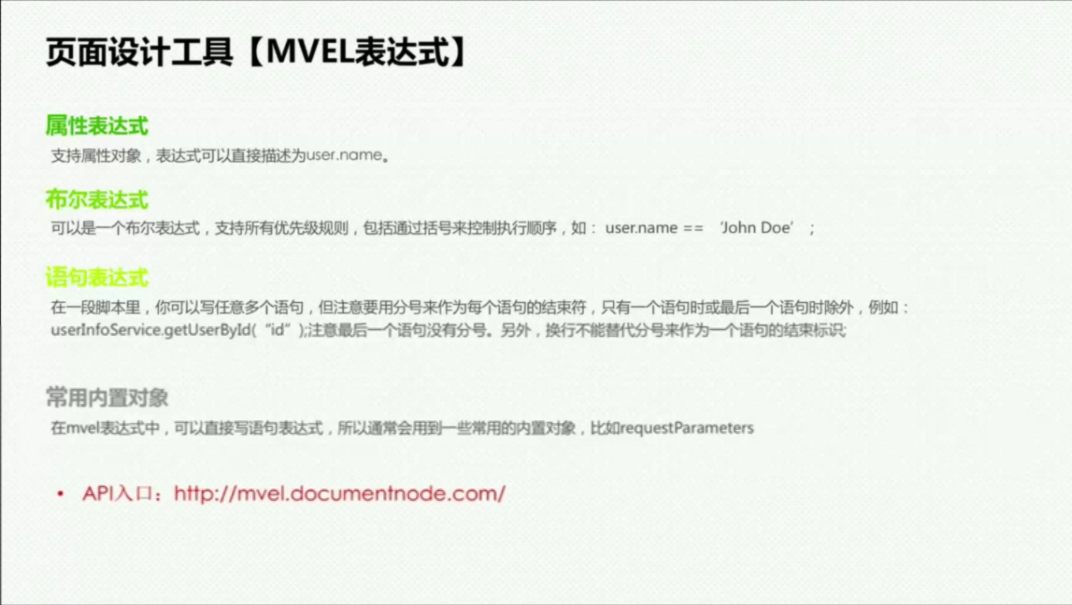 页面设计工具【MVEL表达式】
属性表达式
支持属性对象，表达式可以直接描述为user.name。
布尔表达式
可以是一个布尔表达式，支持所有优先级规则，包括通过括号来控制执行顺序，如： user.name == ‘John Doe’ ;
语句表达式
在一段脚本里，你可以写任意多个语句，但注意要用分号来作为每个语句的结束符，只有一个语句时或最后一个语句时除外，例如：
userInfoService.getUserById(“id”);注意最后一个语句没有分号。另外，换行不能替代分号来作为一个语句的结束标识;
常用内置对象
在mvel表达式中，可以直接写语句表达式，所以通常会用到一些常用的内置对象，比如requestParameters
• API入口：http://mvel.documentnode.com/